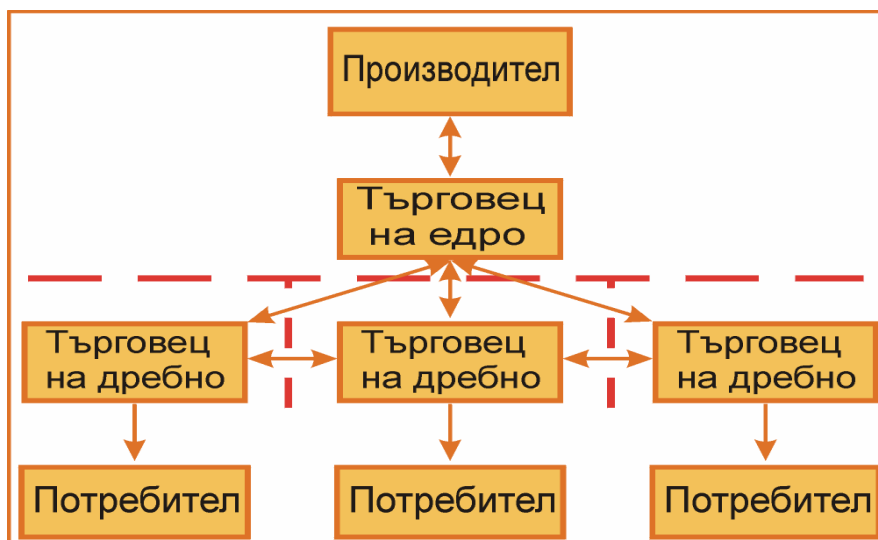 Производител
Търговец
на едро
Търговец
на дребно
Търговец
на дребно
Търговец
на дребно
Потребител
Потребител
Потребител